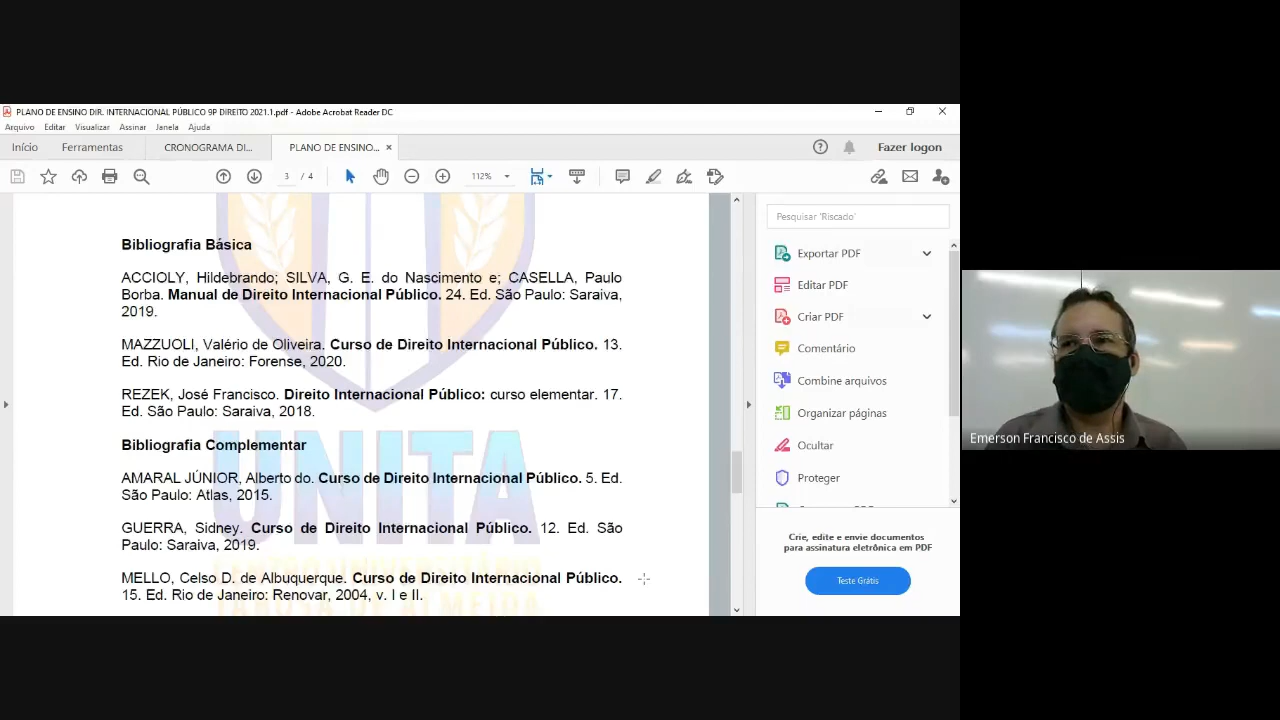 PLANO DE ENSINO DIR. INTERNACIONAL PÚBLICO 9P DIREITO 2021.1.pdf - Adobe Acrobat Reader DC
Arquivo Editar Visualizar Assinar Janela Ajuda
Início Ferramentas CRONOGRAMA DI... PLANO DE ENSINO... × Fazer logon
3 / 4 112%
Bibliografia Básica
ACCIOLY, Hildebrando; SILVA, G. E. do Nascimento e; CASELLA, Paulo
Borba. Manual de Direito Internacional Público. 24. Ed. São Paulo: Saraiva,
2019.
MAZZUOLI, Valério de Oliveira. Curso de Direito Internacional Público. 13.
Ed. Rio de Janeiro: Forense, 2020.
REZEK, José Francisco. Direito Internacional Público: curso elementar. 17.
Ed. São Paulo: Saraiva, 2018.
Bibliografia Complementar
AMARAL JÚNIOR, Alberto do. Curso de Direito Internacional Público. 5. Ed.
São Paulo: Atlas, 2015.
GUERRA, Sidney. Curso de Direito Internacional Público. 12. Ed. São
Paulo: Saraiva, 2019.
MELLO, Celso D. de Albuquerque. Curso de Direito Internacional Público.
15. Ed. Rio de Janeiro: Renovar, 2004, v. I e II.
UNITA
Pesquisar 'Riscado'
Exportar PDF
Editar PDF
Criar PDF
Comentário
Combine arquivos
Organizar páginas
Ocultar
Proteger
Crie, edite e envie documentos
para assinatura eletrônica em PDF
Teste Grátis
Emerson Francisco de Assis